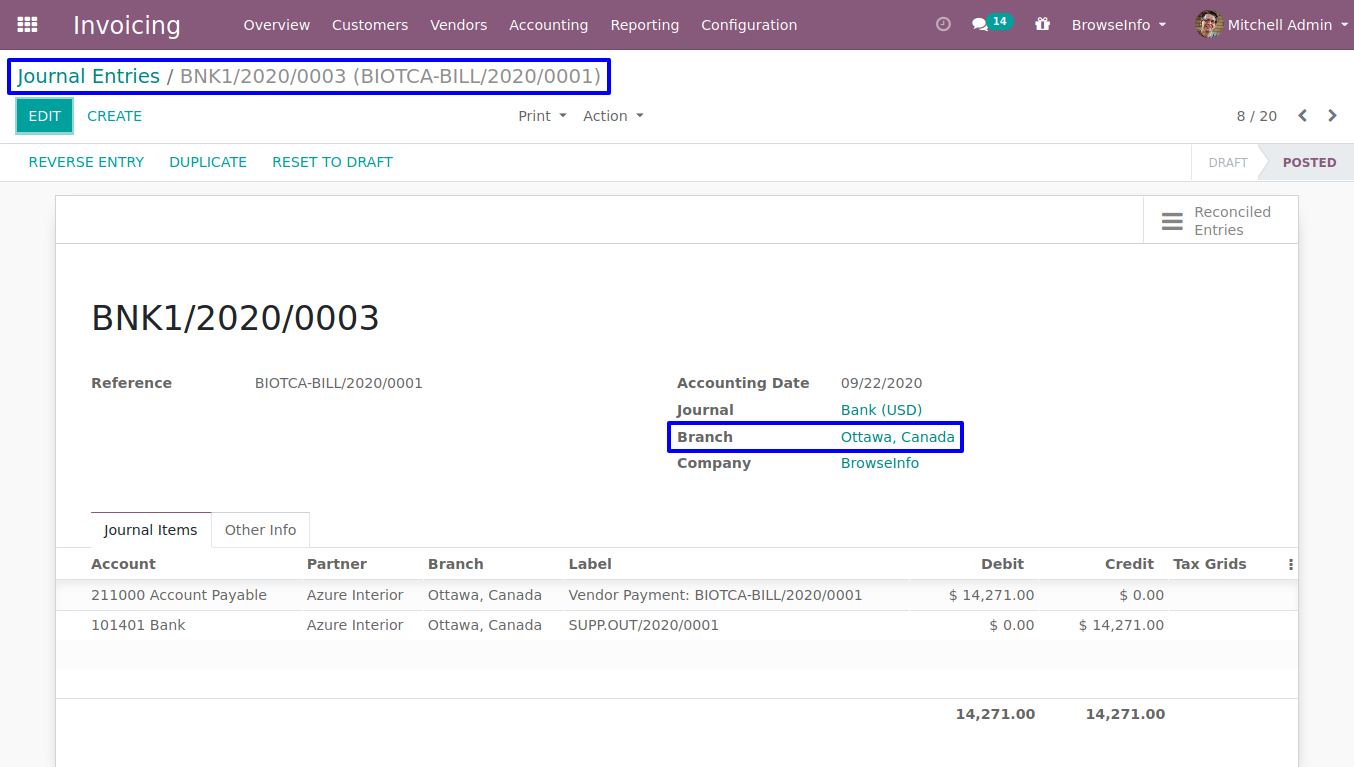 Invoicing Overview Customers Vendors Accounting Reporting Configuration 14 BrowseInfo Mitchell Admin
Journal Entries / BNK1/2020/0003 (BIOTCA-BILL/2020/0001)
EDIT CREATE Print Action 8 / 20
REVERSE ENTRY DUPLICATE RESET TO DRAFT DRAFT POSTED
Reconciled
Entries
BNK1/2020/0003
Reference BIOTCA-BILL/2020/0001 Accounting Date 09/22/2020
Journal Bank (USD)
Branch Ottawa, Canada
Company BrowseInfo
Journal Items Other Info
Account Partner Branch Label Debit Credit Tax Grids
211000 Account Payable Azure Interior Ottawa, Canada Vendor Payment: BIOTCA-BILL/2020/0001 $ 14,271.00 $ 0.00
101401 Bank Azure Interior Ottawa, Canada SUPP.OUT/2020/0001 $ 0.00 $ 14,271.00
14,271.00 14,271.00